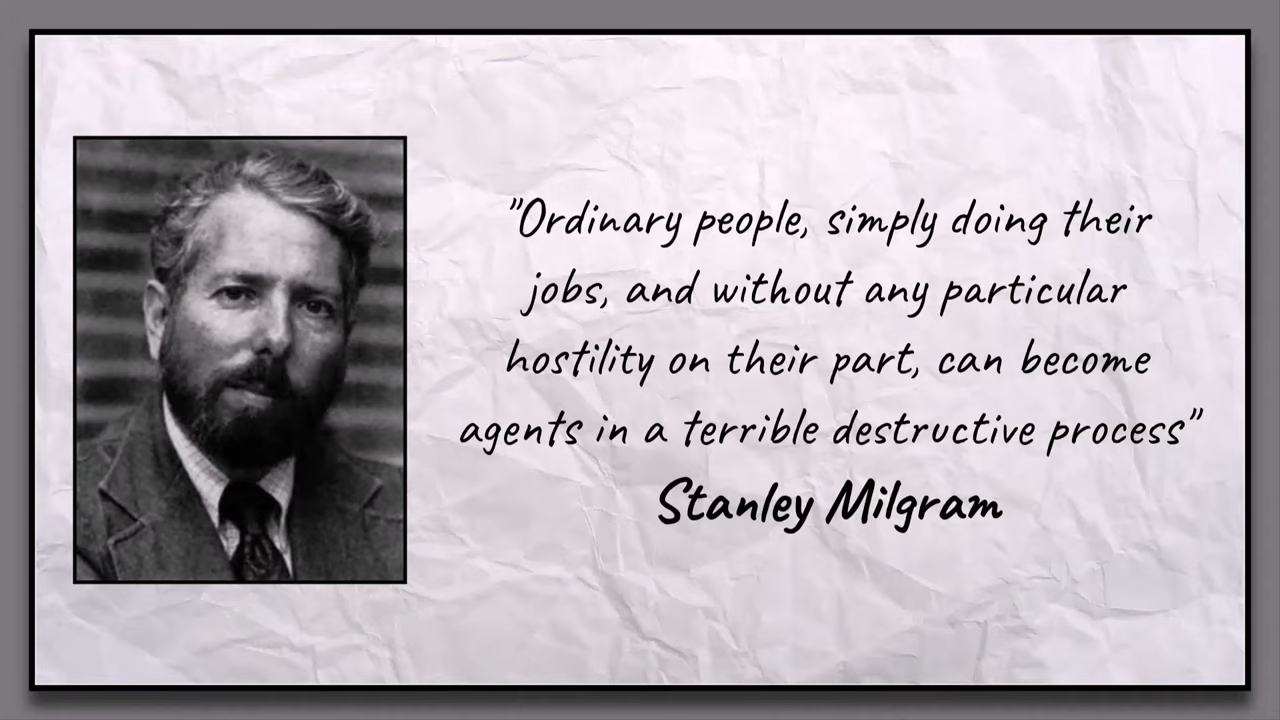 "Ordinary people, simply doing their
jobs, and without any particular
hostility on their part, can become
agents in a terrible destructive process"
Stanley Milgram